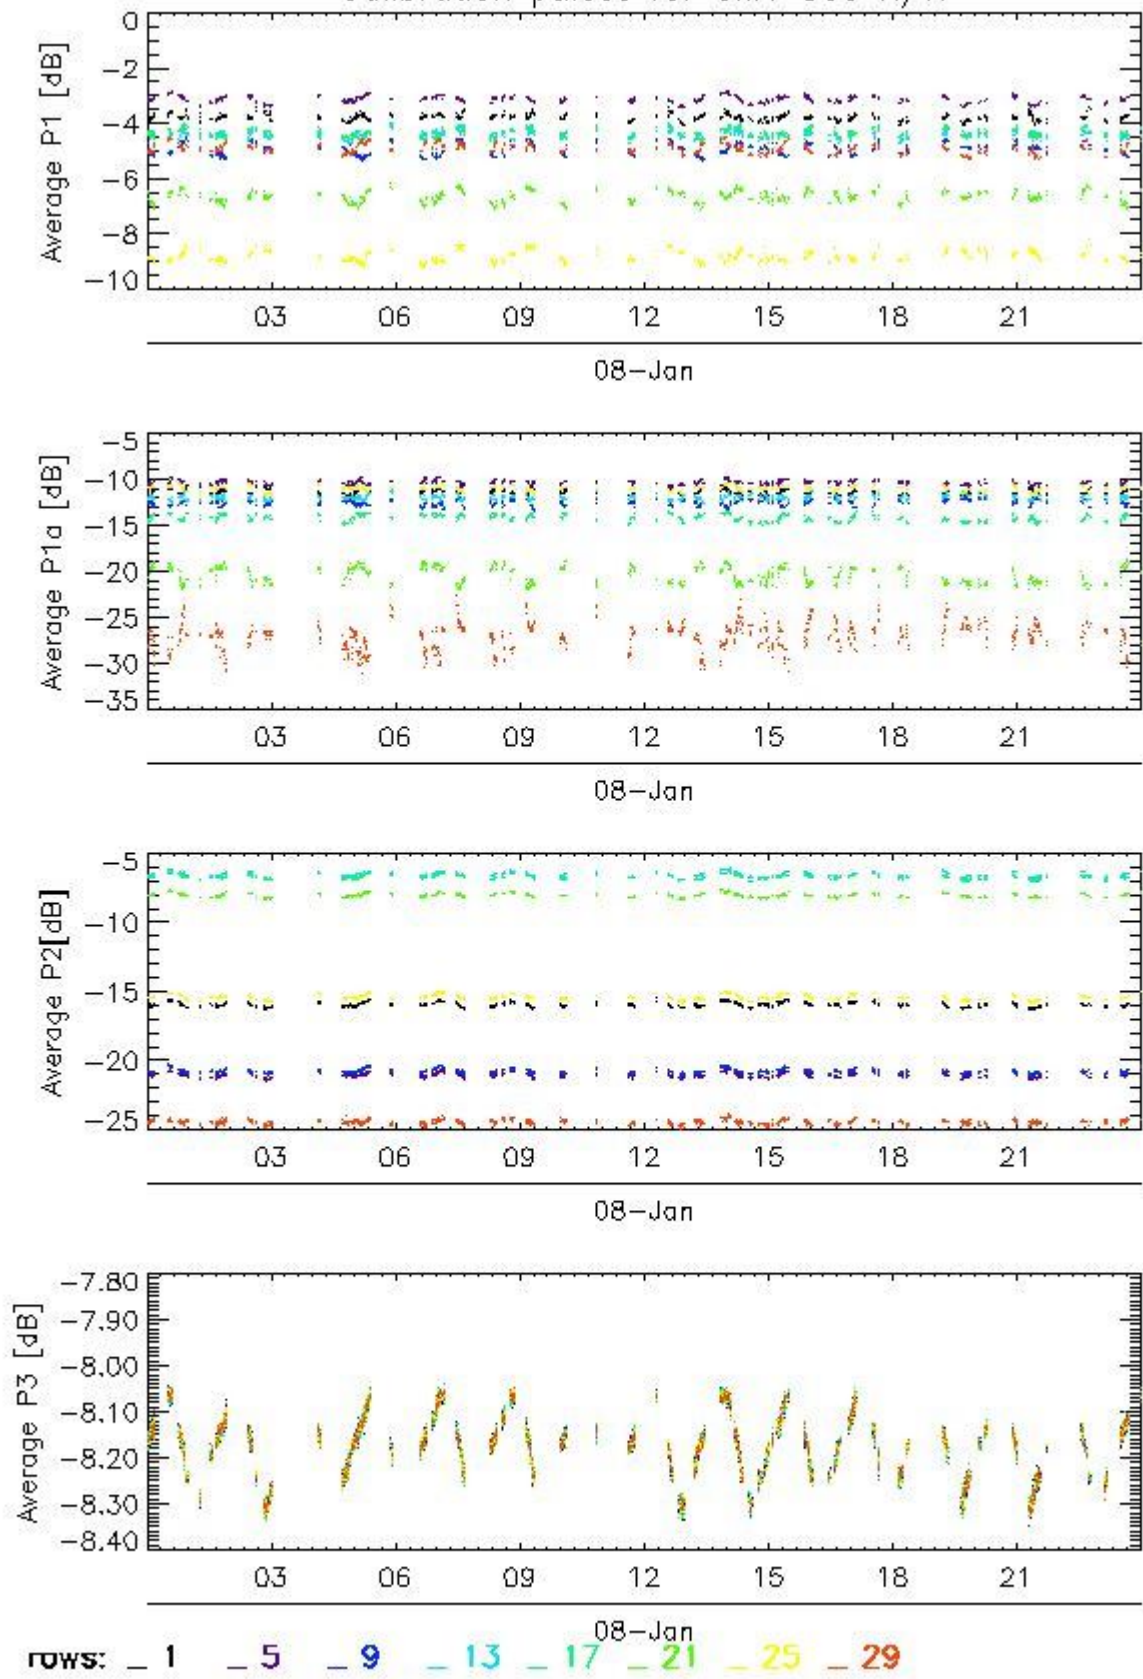 0
−2
−4
−6
−8
−10
Average P1 [dB]
03 06 09 12 15 18 21
08−Jan
−5
−10
−15
−20
−25
−30
−35
Average P1a [dB]
03 06 09 12 15 18 21
08−Jan
−5
−10
−15
−20
−25
Average P2[dB]
03 06 09 12 15 18 21
08−Jan
−7.80
−7.90
−8.00
−8.10
−8.20
−8.30
−8.40
Average P3 [dB]
03 06 09 12 15 18 21
08−Jan
rows: _ 1 _ 5 _ 9 _ 13 _ 17 _ 21 _ 25 _ 29